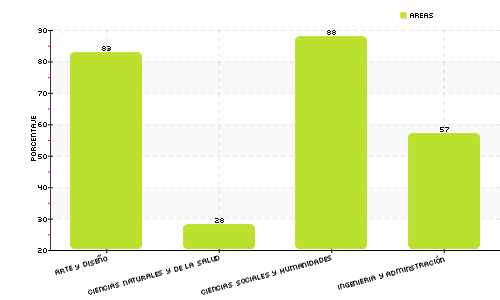 AREAS
90
80
70
60
50
40
30
20
PORCENTAJE
83
28
88
57
ARTE Y DISEÑO
CIENCIAS NATURALES Y DE LA SALUD
CIENCIAS SOCIALES Y HUMANIDADES
INGENIERIA Y ADMINSTRACIÓN